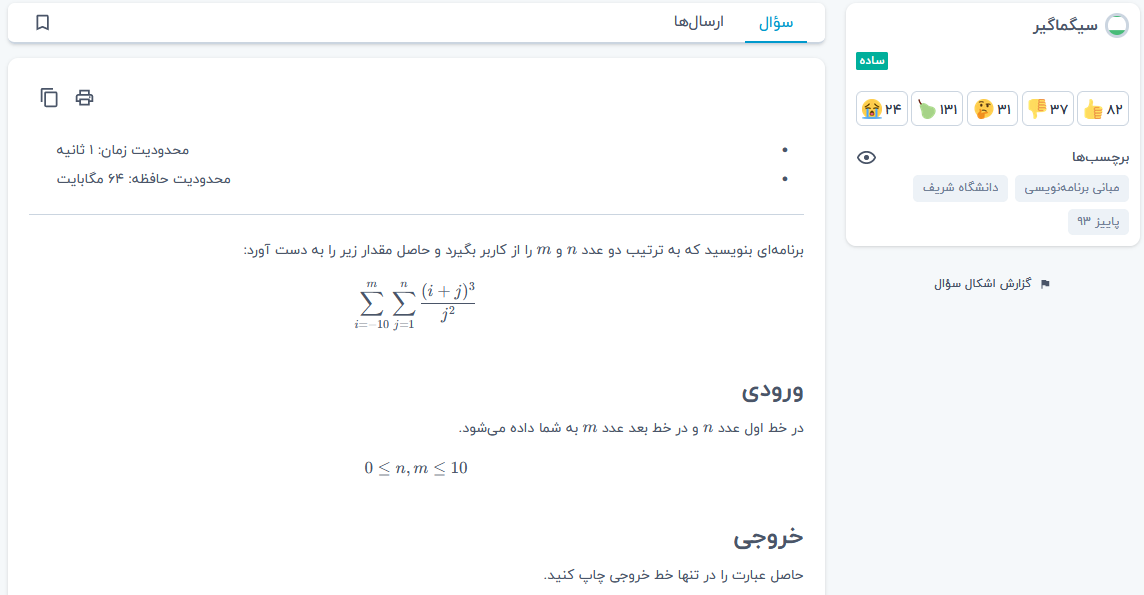 سؤال
ارسال‌ها
سیگماگیر
ساده
۸۲
۳۷
۳۱
۱۳۱
۲۴
برچسب‌ها
مبانی برنامه‌نویسی
دانشگاه شریف
پاییز ۹۳
گزارش اشکال سؤال
محدودیت زمان: ۱ ثانیه
محدودیت حافظه: ۶۴ مگابایت
برنامه‌ای بنویسید که به ترتیب دو عدد n و m را از کاربر بگیرد و حاصل مقدار زیر را به دست آورد:
\sum_{i=-10}^{m} \sum_{j=1}^{n} \frac{(i+j)^3}{j^2}
ورودی
در خط اول عدد n و در خط بعد عدد m به شما داده می‌شود.
0 ≤ n, m ≤ 10
خروجی
حاصل عبارت را در تنها خط خروجی چاپ کنید.